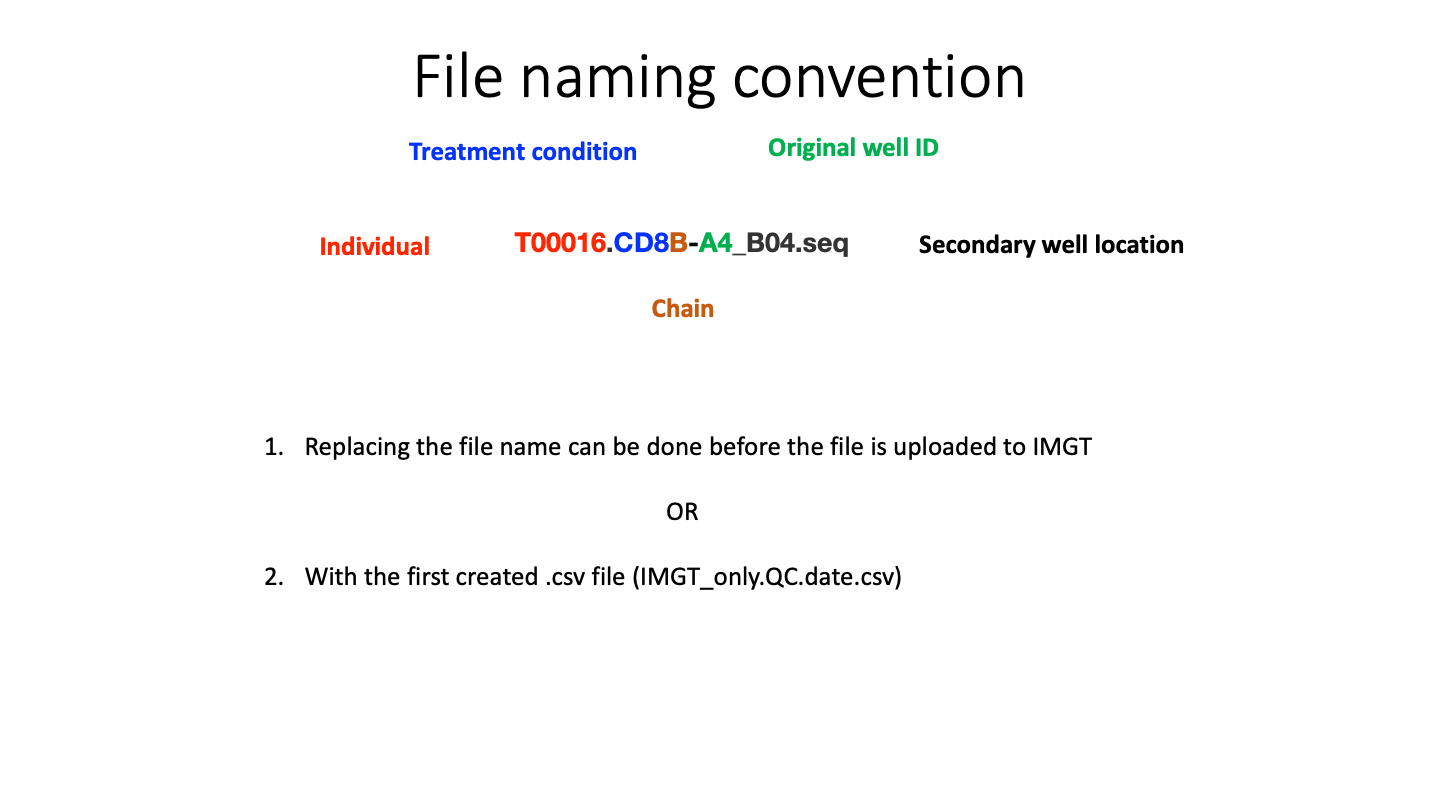 File naming convention
Treatment condition
Original well ID
Individual
T00016.CD8B-A4_B04.seq
Secondary well location
Chain
1. Replacing the file name can be done before the file is uploaded to IMGT
OR
2. With the first created .csv file (IMGT_only.QC.date.csv)